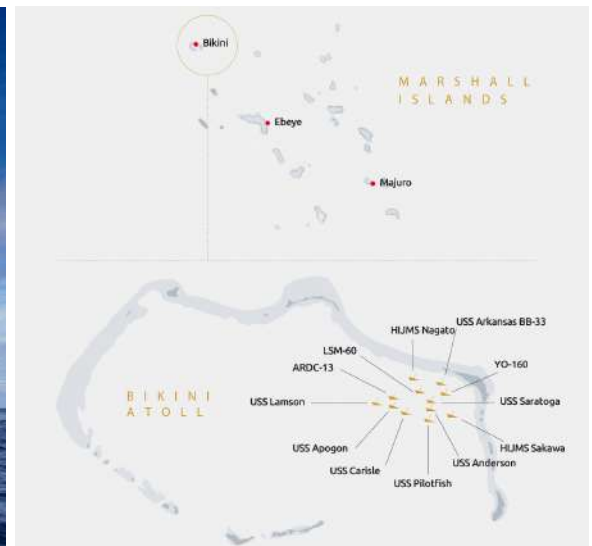 Bikini
MARSHALL
ISLANDS
Ebeye
Majuro
USS Arkansas BB-33
HIJMS Nagato
LSM-60
YO-160
ARDC-13
BIKINI
ATOLL
USS Lamson
USS Saratoga
USS Apogon
HIJMS Sakawa
USS Anderson
USS Carisle
USS Pilotfish